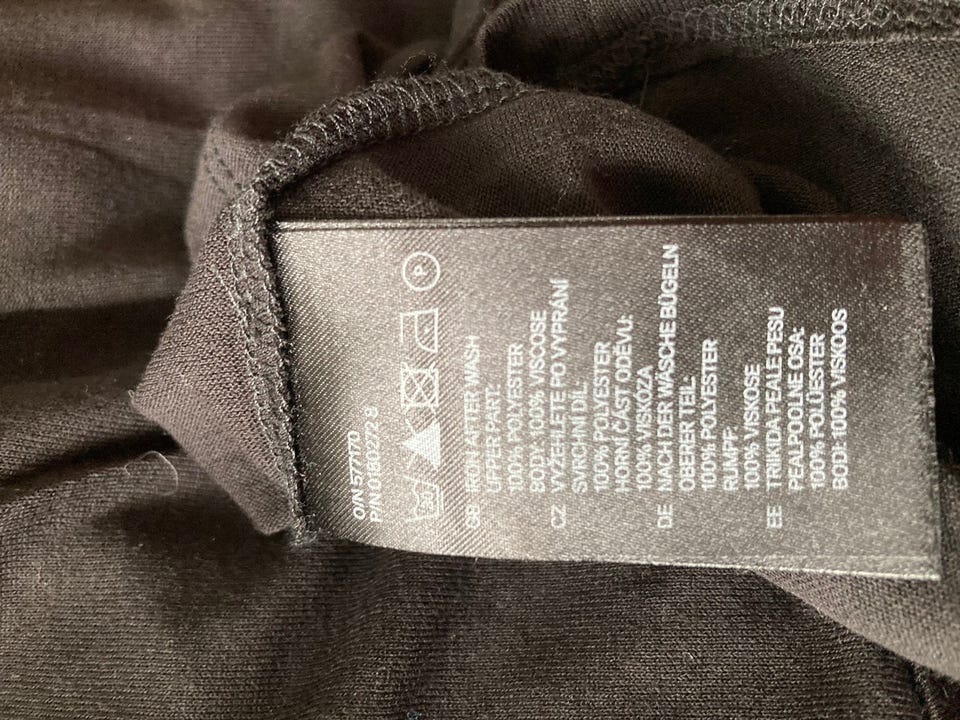 O/N 577170
P/N 0190272 8
30 P
GB IRON AFTER WASH
UPPER PART:
100% POLYESTER
BODY: 100% VISCOSE
CZ VYŽEHLETE PO VYPRÁNÍ
SVRCHNÍ DÍL:
100% POLYESTER
HORNÍ ČÁST ODĚVU:
100% VISKÓZA
DE NACH DER WÄSCHE BÜGELN
OBERER TEIL:
100% POLYESTER
RUMPF:
100% VISKOSE
EE TRIIKIDA PEALE PESU
PEALPOOLNE OSA:
100% POLÜESTER
BODI: 100% VISKOOS